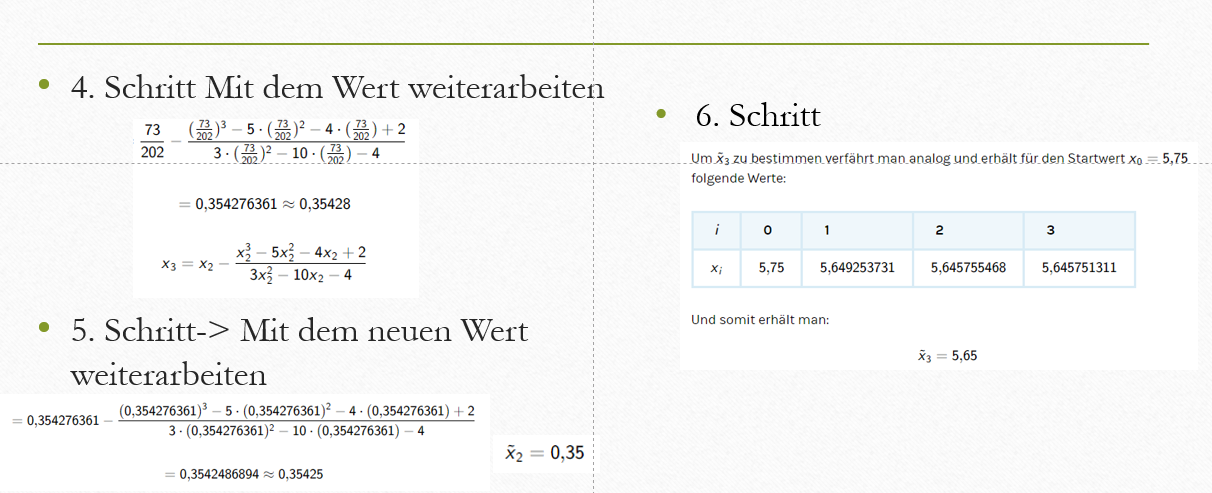 • 4. Schritt Mit dem Wert weiterarbeiten
73/202 − ((73/202)³ − 5 · (73/202)² − 4 · (73/202) + 2)/(3 · (73/202)² − 10 · (73/202) − 4)
= 0,354276361 ≈ 0,35428
x₃ = x₂ − (x₂³ − 5x₂² − 4x₂ + 2)/(3x₂² − 10x₂ − 4)
• 5. Schritt-> Mit dem neuen Wert
weiterarbeiten
= 0,354276361 − ((0,354276361)³ − 5 · (0,354276361)² − 4 · (0,354276361) + 2)/(3 · (0,354276361)² − 10 · (0,354276361) − 4)
= 0,3542486894 ≈ 0,35425
x̃₂ = 0,35
• 6. Schritt
Um x̃₃ zu bestimmen verfährt man analog und erhält für den Startwert x₀ = 5,75
folgende Werte:
i 0 1 2 3
xᵢ 5,75 5,649253731 5,645755468 5,645751311
Und somit erhält man:
x̃₃ = 5,65